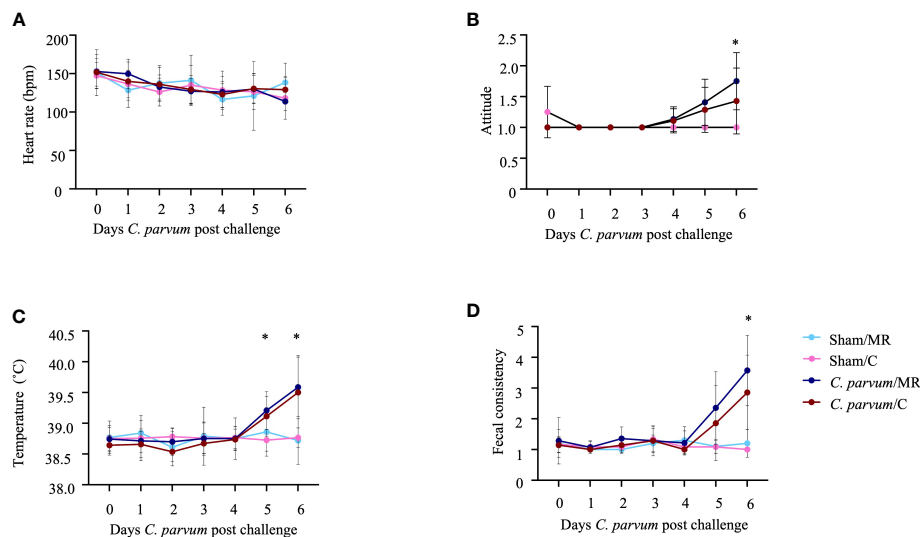 A
Heart rate (bpm)
200
150
100
50
0
0 1 2 3 4 5 6
Days C. parvum post challenge
B
Attitude
2.5
2.0
1.5
1.0
0.5
0
*
0 1 2 3 4 5 6
Days C. parvum post challenge
C
Temperature (˚C)
40.5
40.0
39.5
38.5
38.0
* *
0 1 2 3 4 5 6
Days C. parvum post challenge
D
Fecal consistency
5
4
3
2
1
0
*
0 1 2 3 4 5 6
Days C. parvum post challenge
Sham/MR
Sham/C
C. parvum/MR
C. parvum/C